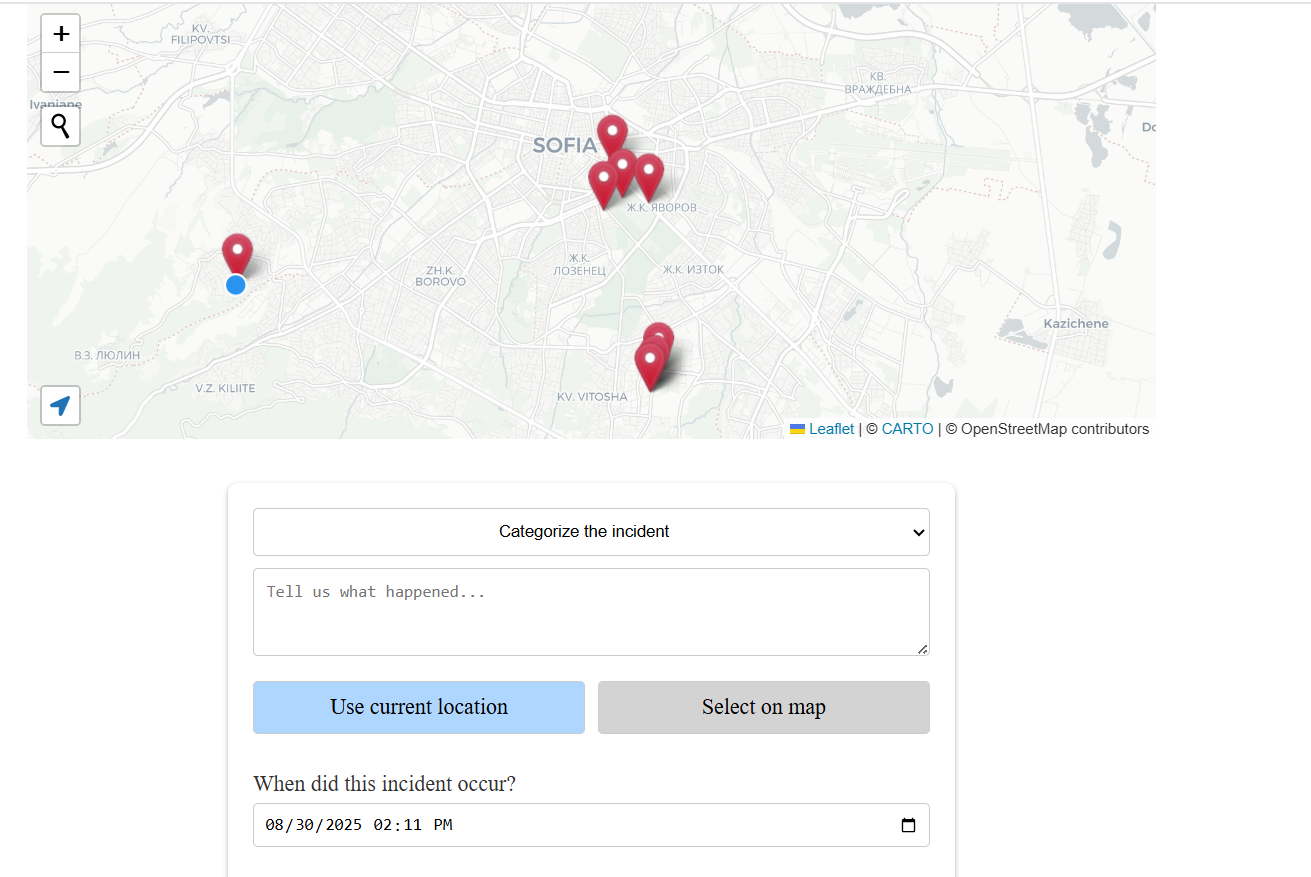 +
KV.
FILIPOVTSI
−
КВ.
ВРАЖДЕБНА
Ivaniane
SOFIA
Ж.К. ЯВОРОВ
ZH.K.
BOROVO
Ж.К.
ЛОЗЕНЕЦ
Ж.К. ИЗТОК
Kazichene
В.З. ЛЮЛИН
V.Z. KILIITE
KV. VITOSHA
Leaflet | © CARTO | © OpenStreetMap contributors
Categorize the incident
Tell us what happened...
Use current location
Select on map
When did this incident occur?
08/30/2025 02:11 PM